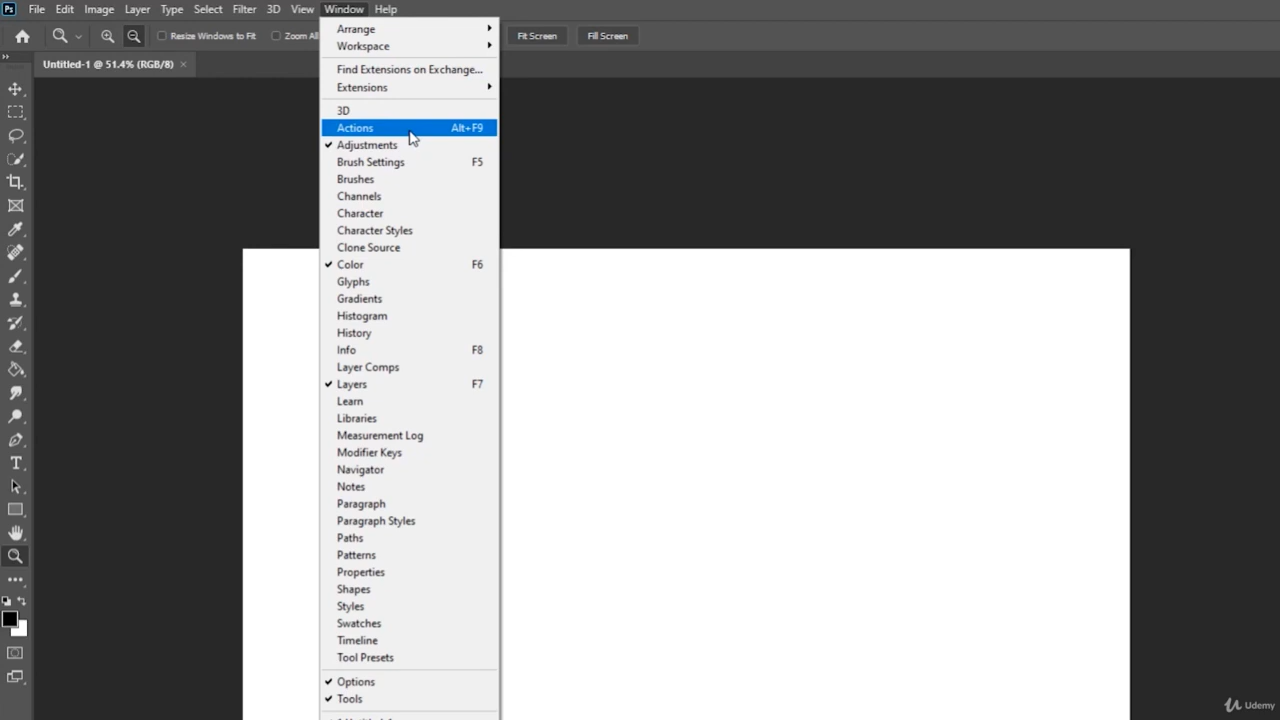 Ps File Edit Image Layer Type Select Filter 3D View Window Help
Resize Windows to Fit Zoom All Fit Screen Fill Screen
Untitled-1 @ 51.4% (RGB/8) ×
Arrange
Workspace
Find Extensions on Exchange...
Extensions
3D
Actions Alt+F9
Adjustments
Brush Settings F5
Brushes
Channels
Character
Character Styles
Clone Source
Color F6
Glyphs
Gradients
Histogram
History
Info F8
Layer Comps
Layers F7
Learn
Libraries
Measurement Log
Modifier Keys
Navigator
Notes
Paragraph
Paragraph Styles
Paths
Patterns
Properties
Shapes
Styles
Swatches
Timeline
Tool Presets
Options
Tools
Udemy